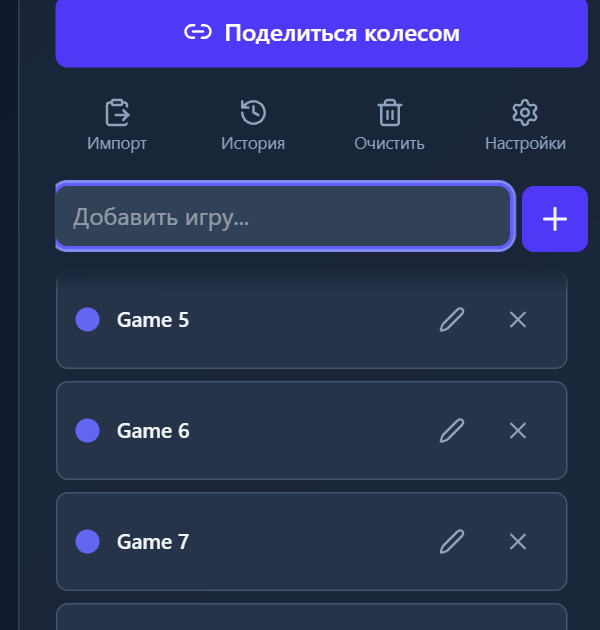 Поделиться колесом
Импорт
История
Очистить
Настройки
Добавить игру...
Game 5
Game 6
Game 7